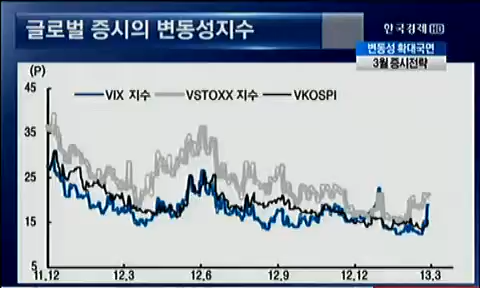 글로벌 증시의 변동성지수
한국경제 HD
변동성 확대국면
3월 증시전략
(P)
VIX 지수 VSTOXX 지수 VKOSPI
45
35
25
15
5
11,12 12,3 12,6 12,9 12,12 13,3